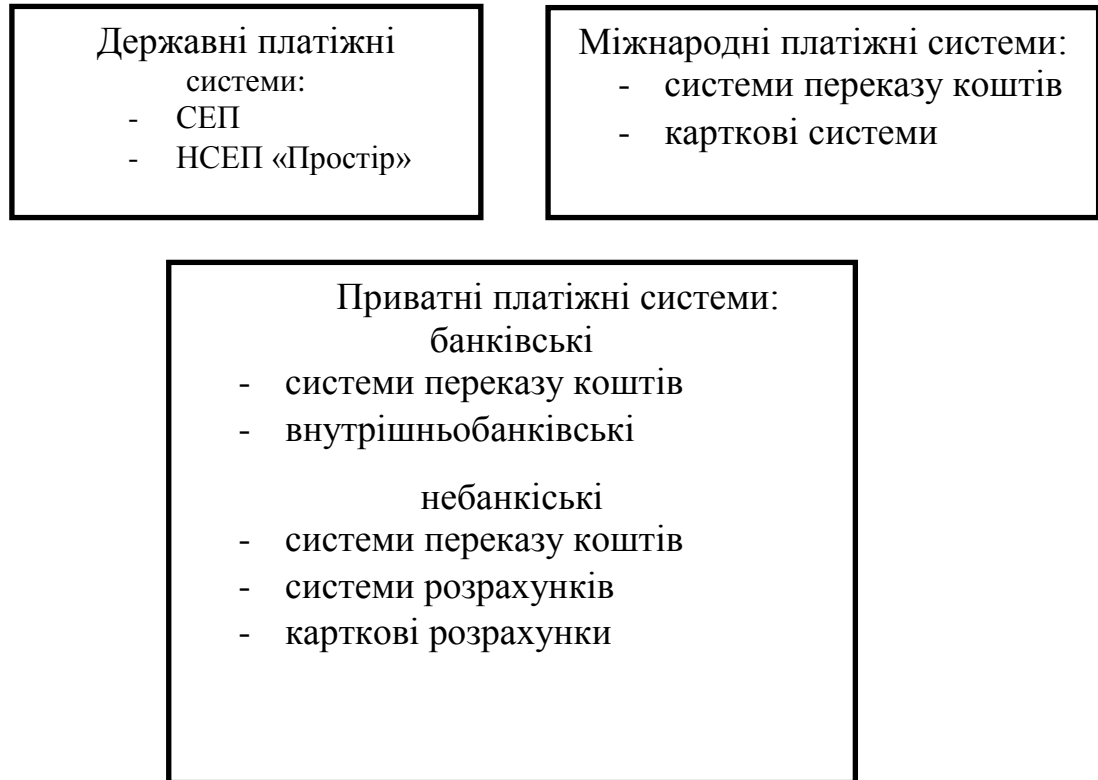 Державні платіжні
системи:
- СЕП
- НСЕП «Простір»
Міжнародні платіжні системи:
- системи переказу коштів
- карткові системи
Приватні платіжні системи:
банківські
- системи переказу коштів
- внутрішньобанківські
небанкіські
- системи переказу коштів
- системи розрахунків
- карткові розрахунки